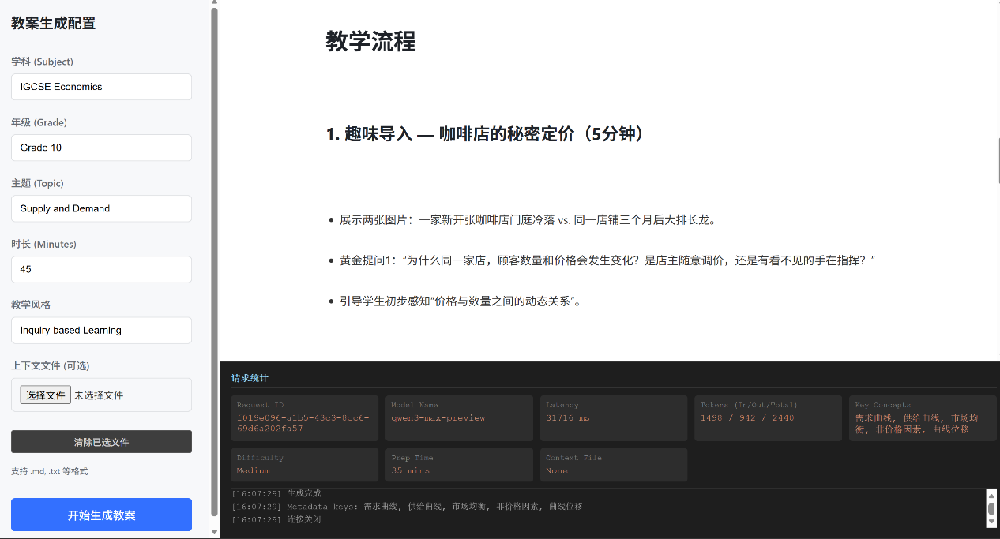 教案生成配置
学科 (Subject)
IGCSE Economics
年级 (Grade)
Grade 10
主题 (Topic)
Supply and Demand
时长 (Minutes)
45
教学风格
Inquiry-based Learning
上下文文件 (可选)
选择文件 未选择文件
清除已选文件
支持 .md, .txt 等格式
开始生成教案
教学流程
1. 趣味导入 — 咖啡店的秘密定价（5分钟）
• 展示两张图片：一家新开张咖啡店门庭冷落 vs. 同一店铺三个月后大排长龙。
• 黄金提问1：“为什么同一家店，顾客数量和价格会发生变化？是店主随意调价，还是有看不见的手在指挥？”
• 引导学生初步感知“价格与数量之间的动态关系”。
请求统计
Request ID
f019e096-a1b5-43c3-8cc6-
69d6a202fa57
Model Name
qwen3-max-preview
Latency
31716 ms
Tokens (In/Out/Total)
1498 / 942 / 2440
Key Concepts
需求曲线, 供给曲线, 市场均
衡, 非价格因素, 曲线位移
Difficulty
Medium
Prep Time
35 mins
Context File
None
[16:07:29] 生成完成
[16:07:29] Metadata keys: 需求曲线, 供给曲线, 市场均衡, 非价格因素, 曲线位移
[16:07:29] 连接关闭